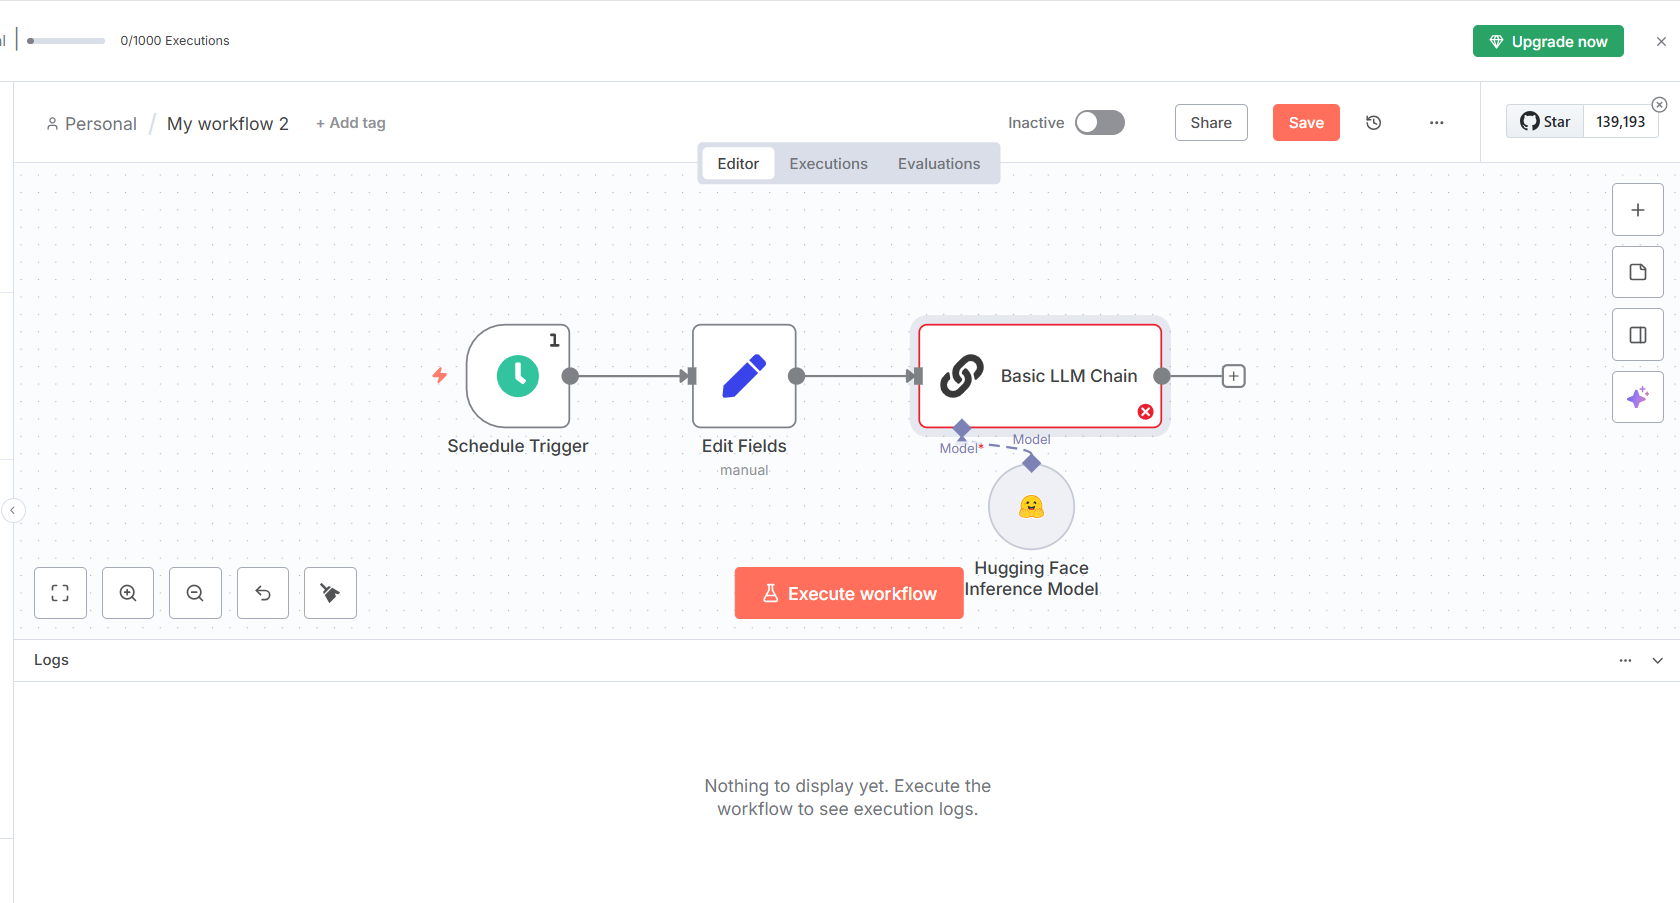 0/1000 Executions
Upgrade now
Personal / My workflow 2
+ Add tag
Inactive
Share
Save
Star
139,193
Editor
Executions
Evaluations
1
Schedule Trigger
Edit Fields
manual
Basic LLM Chain
Model*
Model
Hugging Face
Inference Model
Execute workflow
Logs
Nothing to display yet. Execute the
workflow to see execution logs.